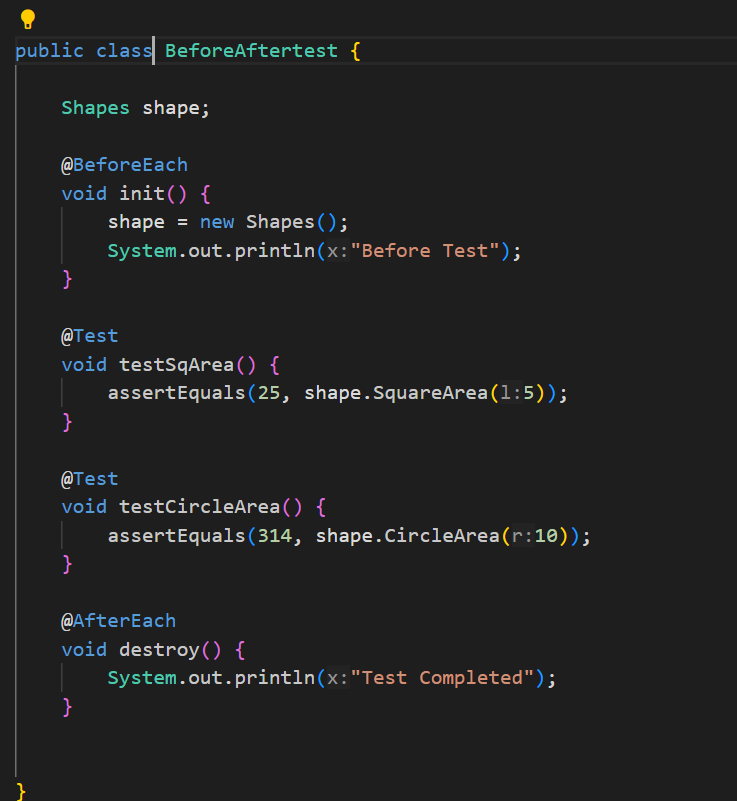 public class BeforeAftertest {
Shapes shape;
@BeforeEach
void init() {
shape = new Shapes();
System.out.println(x:"Before Test");
}
@Test
void testSqArea() {
assertEquals(25, shape.SquareArea(l:5));
}
@Test
void testCircleArea() {
assertEquals(314, shape.CircleArea(r:10));
}
@AfterEach
void destroy() {
System.out.println(x:"Test Completed");
}
}